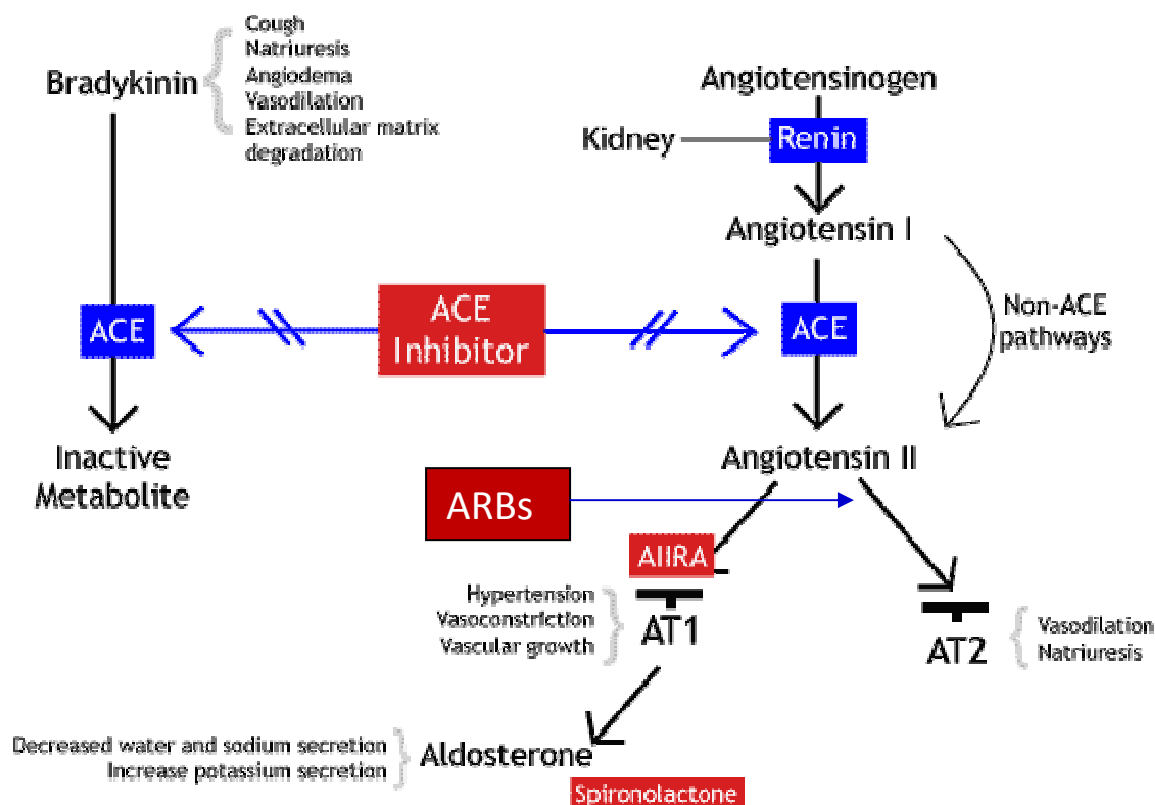 Bradykinin
Cough
Natriuresis
Angiodema
Vasodilation
Extracellular matrix
degradation
Angiotensinogen
Kidney
Renin
Angiotensin I
ACE
ACE
Inhibitor
ACE
Non-ACE
pathways
Inactive
Metabolite
Angiotensin II
ARBs
AIIRA
Hypertension
Vasoconstriction
Vascular growth
AT1
AT2
Vasodilation
Natriuresis
Decreased water and sodium secretion
Increase potassium secretion
Aldosterone
Spironolactone